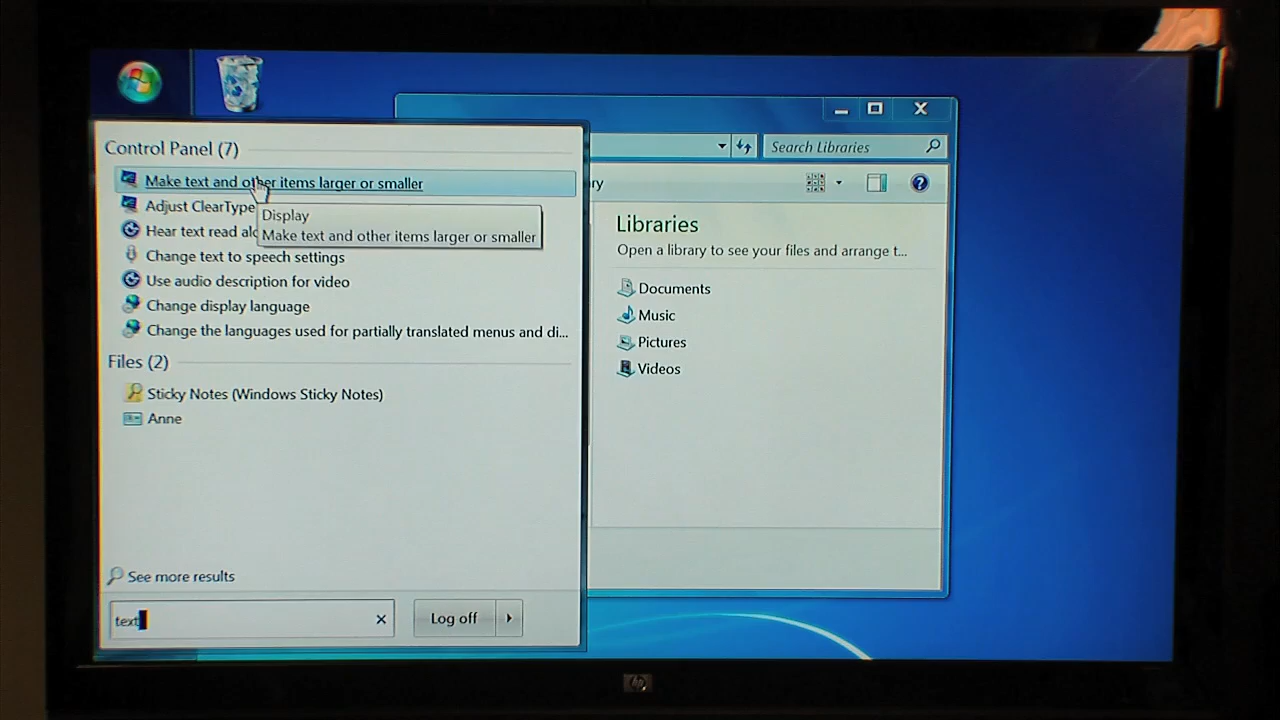 Control Panel (7)
Make text and other items larger or smaller
Adjust ClearType
Display
Make text and other items larger or smaller
Hear text read alo
Change text to speech settings
Use audio description for video
Change display language
Change the languages used for partially translated menus and di...
Files (2)
Sticky Notes (Windows Sticky Notes)
Anne
See more results
text
Log off
Search Libraries
ry
Libraries
Open a library to see your files and arrange t...
Documents
Music
Pictures
Videos
hp